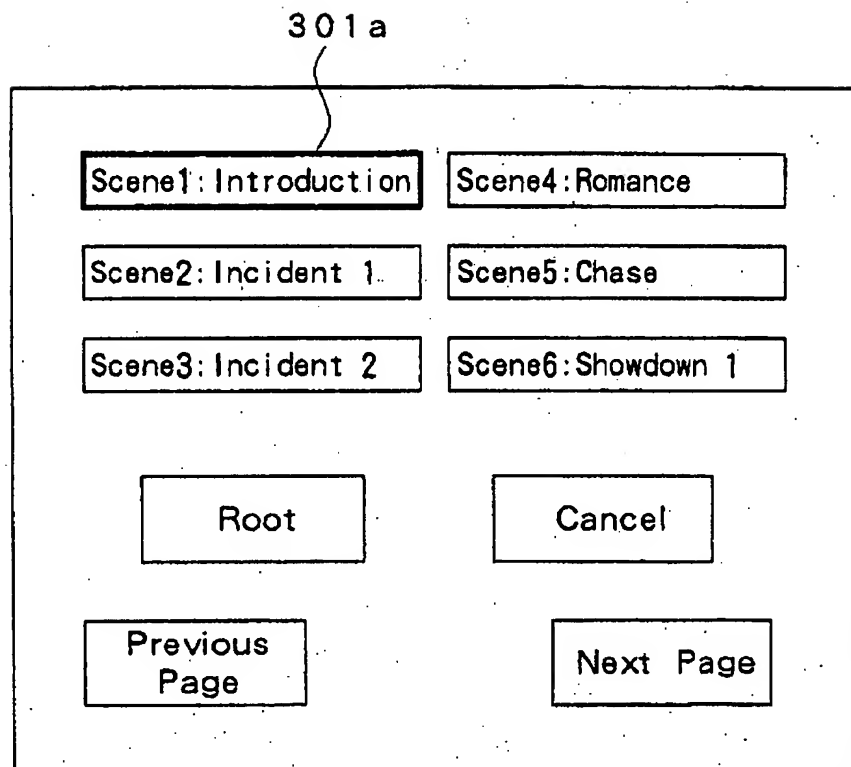 301a
Scene1:Introduction
Scene4:Romance
Scene2:Incident 1
Scene5:Chase
Scene3:Incident 2
Scene6:Showdown 1
Root
Cancel
Previous
Page
Next Page